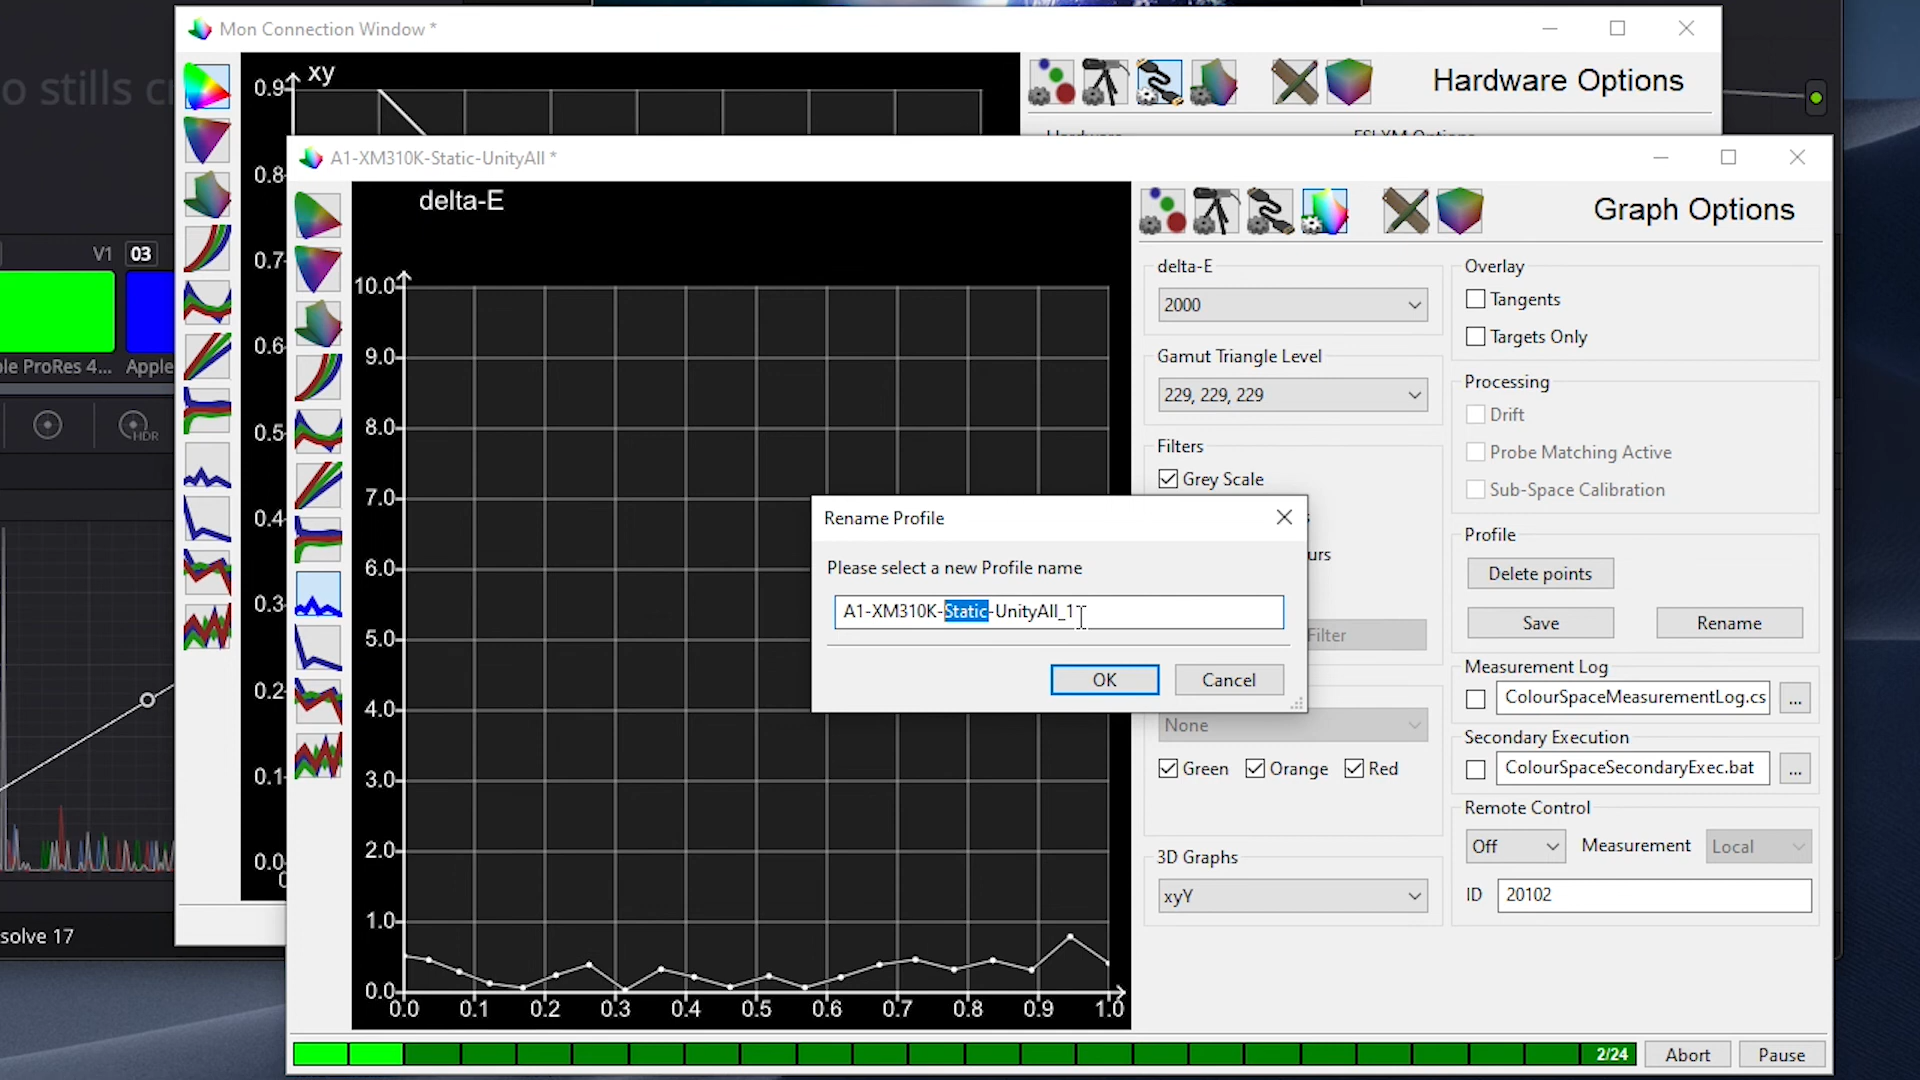 Mon Connection Window *
xy
0.9
0.8
0.7
0.6
0.5
0.4
0.3
0.2
0.1
0.0
Hardware Options
o stills
V1 03
le ProRes 4... Apple
HDR
solve 17
A1-XM310K-Static-UnityAll *
delta-E
10.0
9.0
8.0
7.0
6.0
5.0
4.0
3.0
2.0
1.0
0.0
0.0 0.1 0.2 0.3 0.4 0.5 0.6 0.7 0.8 0.9 1.0
Graph Options
delta-E
2000
Gamut Triangle Level
229, 229, 229
Filters
Grey Scale
urs
Filter
None
Green Orange Red
3D Graphs
xyY
Overlay
Tangents
Targets Only
Processing
Drift
Probe Matching Active
Sub-Space Calibration
Profile
Delete points
Save Rename
Measurement Log
ColourSpaceMeasurementLog.cs ...
Secondary Execution
ColourSpaceSecondaryExec.bat ...
Remote Control
Off Measurement Local
ID 20102
Rename Profile
Please select a new Profile name
A1-XM310K-Static-UnityAll_1
OK Cancel
2/24 Abort Pause